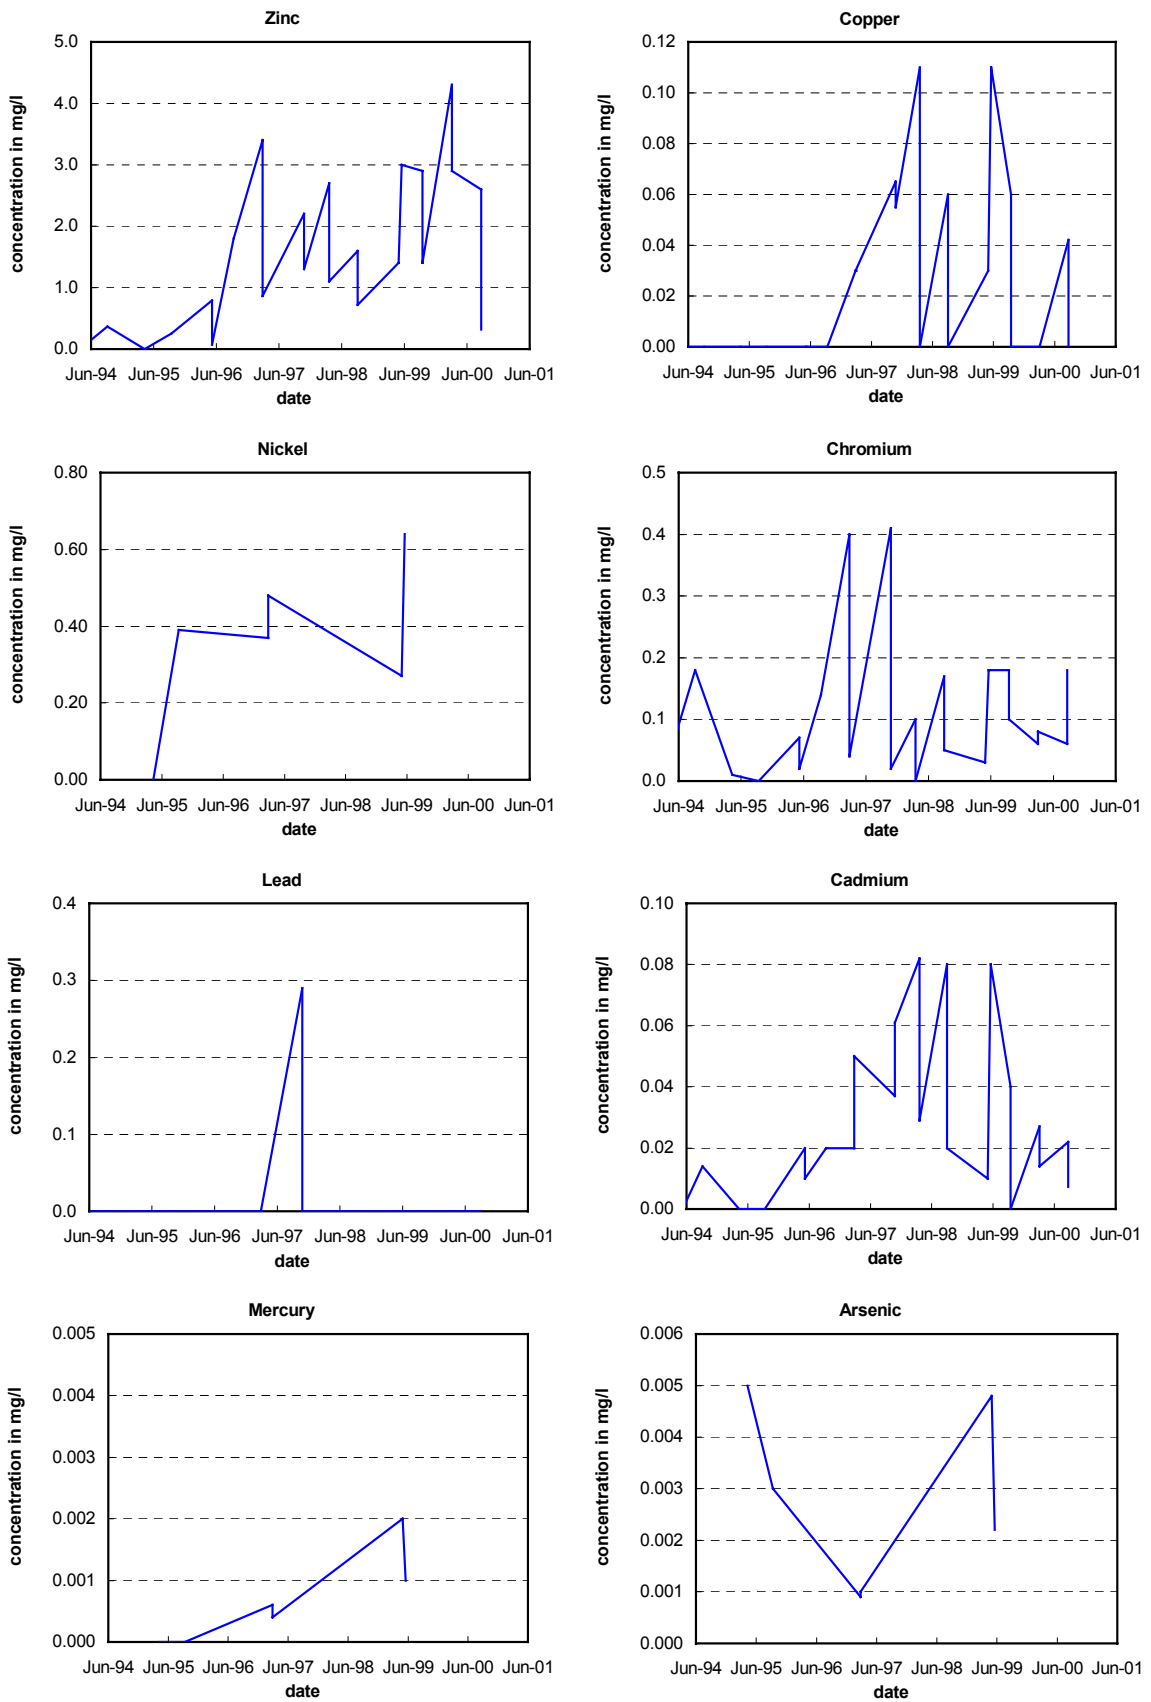 Zinc
concentration in mg/l
5.0
4.0
3.0
2.0
1.0
0.0
Jun-94 Jun-95 Jun-96 Jun-97 Jun-98 Jun-99 Jun-00 Jun-01
date
Copper
concentration in mg/l
0.12
0.10
0.08
0.06
0.04
0.02
0.00
Jun-94 Jun-95 Jun-96 Jun-97 Jun-98 Jun-99 Jun-00 Jun-01
date
Nickel
concentration in mg/l
0.80
0.60
0.40
0.20
0.00
Jun-94 Jun-95 Jun-96 Jun-97 Jun-98 Jun-99 Jun-00 Jun-01
date
Chromium
concentration in mg/l
0.5
0.4
0.3
0.2
0.1
0.0
Jun-94 Jun-95 Jun-96 Jun-97 Jun-98 Jun-99 Jun-00 Jun-01
date
Lead
concentration in mg/l
0.4
0.3
0.2
0.1
0.0
Jun-94 Jun-95 Jun-96 Jun-97 Jun-98 Jun-99 Jun-00 Jun-01
date
Cadmium
concentration in mg/l
0.10
0.08
0.06
0.04
0.02
0.00
Jun-94 Jun-95 Jun-96 Jun-97 Jun-98 Jun-99 Jun-00 Jun-01
date
Mercury
concentration in mg/l
0.005
0.004
0.003
0.002
0.001
0.000
Jun-94 Jun-95 Jun-96 Jun-97 Jun-98 Jun-99 Jun-00 Jun-01
date
Arsenic
concentration in mg/l
0.006
0.005
0.004
0.003
0.002
0.001
0.000
Jun-94 Jun-95 Jun-96 Jun-97 Jun-98 Jun-99 Jun-00 Jun-01
date